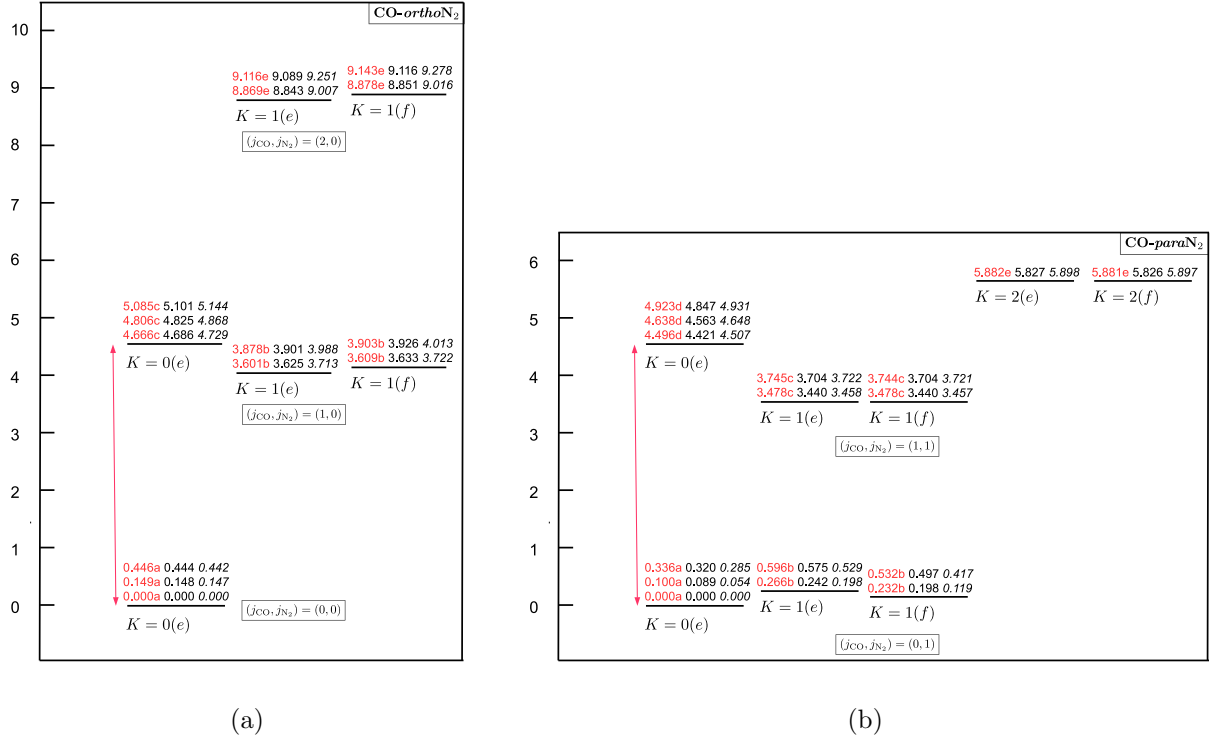 CO-orthoN₂
10
9
8
7
6
5
4
3
2
1
0
9.116e 9.089 9.251
8.869e 8.843 9.007
K = 1(e)
9.143e 9.116 9.278
8.878e 8.851 9.016
K = 1(f)
(jCO, jN₂) = (2, 0)
5.085c 5.101 5.144
4.806c 4.825 4.868
4.666c 4.686 4.729
K = 0(e)
3.878b 3.901 3.988
3.601b 3.625 3.713
K = 1(e)
3.903b 3.926 4.013
3.609b 3.633 3.722
K = 1(f)
(jCO, jN₂) = (1, 0)
0.446a 0.444 0.442
0.149a 0.148 0.147
0.000a 0.000 0.000
K = 0(e)
(jCO, jN₂) = (0, 0)
(a)
CO-paraN₂
6
5
4
3
2
1
0
5.882e 5.827 5.898
K = 2(e)
5.881e 5.826 5.897
K = 2(f)
4.923d 4.847 4.931
4.638d 4.563 4.648
4.496d 4.421 4.507
K = 0(e)
3.745c 3.704 3.722
3.478c 3.440 3.458
K = 1(e)
3.744c 3.704 3.721
3.478c 3.440 3.457
K = 1(f)
(jCO, jN₂) = (1, 1)
0.336a 0.320 0.285
0.100a 0.089 0.054
0.000a 0.000 0.000
K = 0(e)
0.596b 0.575 0.529
0.266b 0.242 0.198
K = 1(e)
0.532b 0.497 0.417
0.232b 0.198 0.119
K = 1(f)
(jCO, jN₂) = (0, 1)
(b)